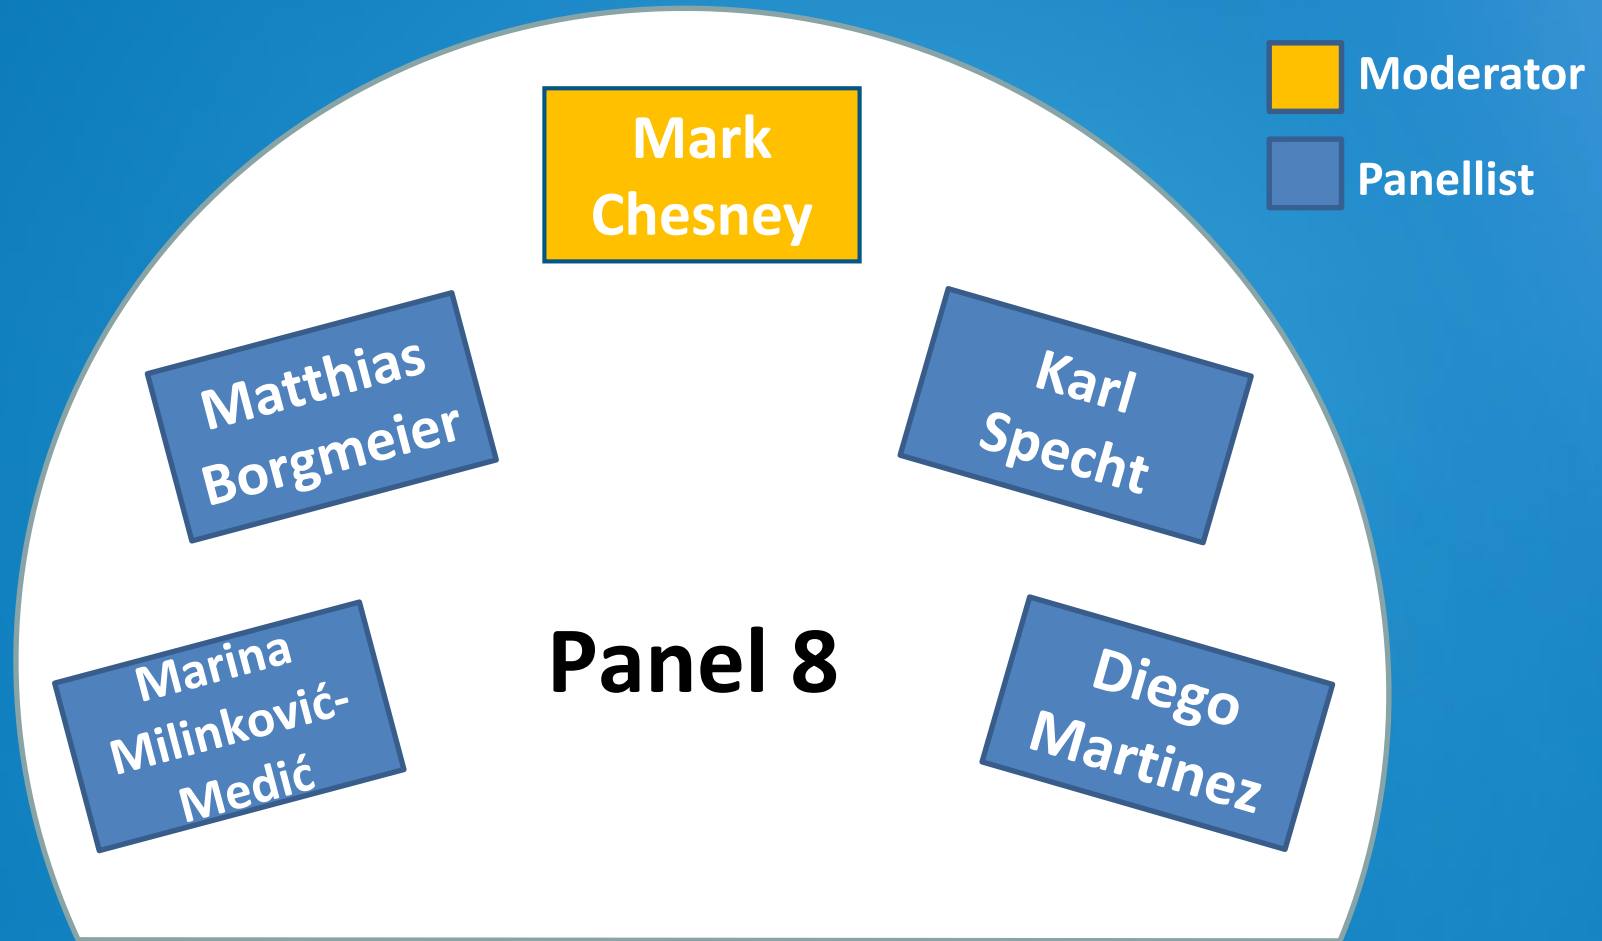 Moderator
Panellist
Mark
Chesney
Matthias
Borgmeier
Karl
Specht
Marina
Milinković-
Medić
Panel 8
Diego
Martinez